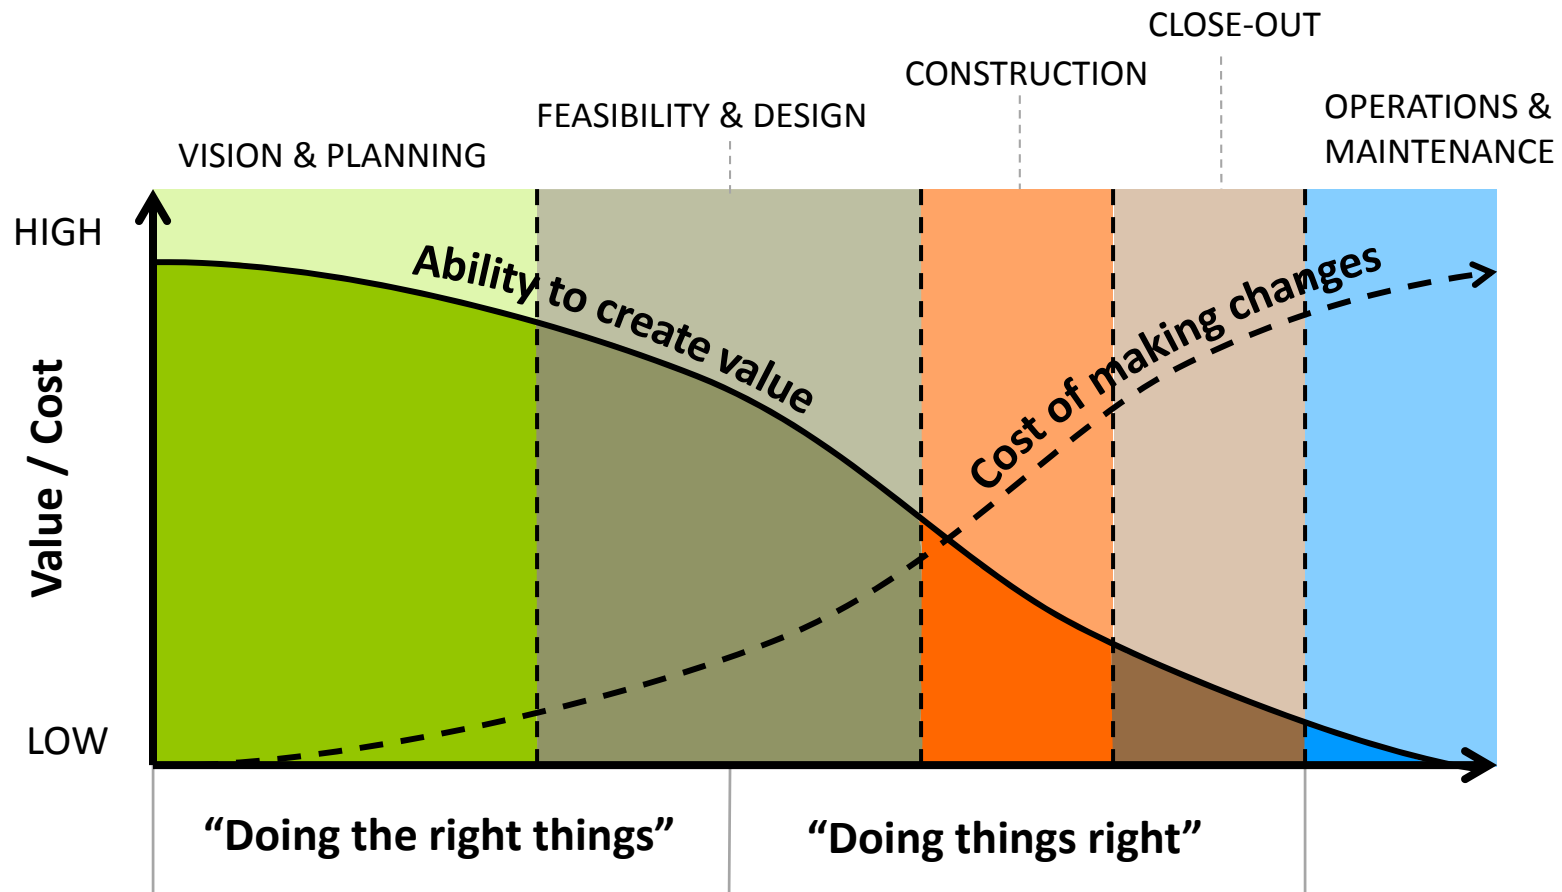 CLOSE-OUT
CONSTRUCTION
FEASIBILITY & DESIGN
OPERATIONS &
MAINTENANCE
VISION & PLANNING
HIGH
Ability to create value
Cost of making changes
Value / Cost
LOW
“Doing the right things”
“Doing things right”